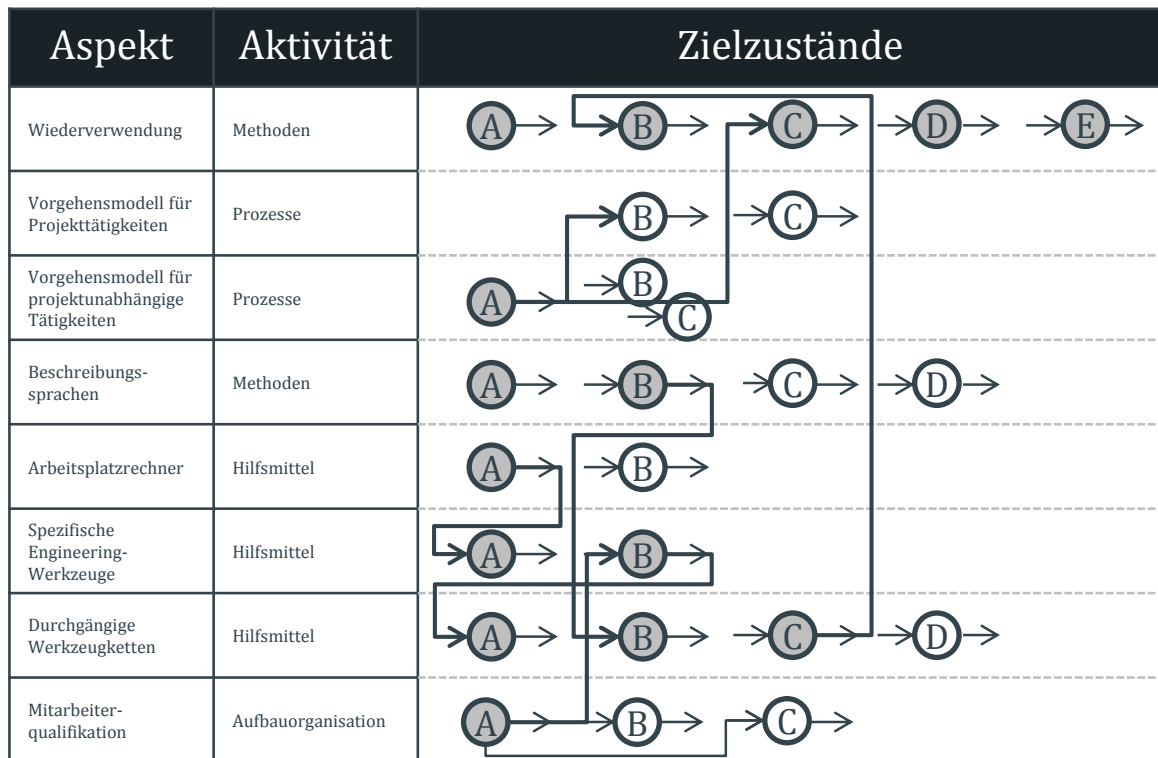 Aspekt Aktivität Zielzustände
Wiederverwendung Methoden A B C D E
Vorgehensmodell für
Projekttätigkeiten Prozesse B C
Vorgehensmodell für
projektunabhängige
Tätigkeiten Prozesse A B C
Beschreibungs-
sprachen Methoden A B C D
Arbeitsplatzrechner Hilfsmittel A B
Spezifische
Engineering-
Werkzeuge Hilfsmittel A B
Durchgängige
Werkzeugketten Hilfsmittel A B C D
Mitarbeiter-
qualifikation Aufbauorganisation A B C